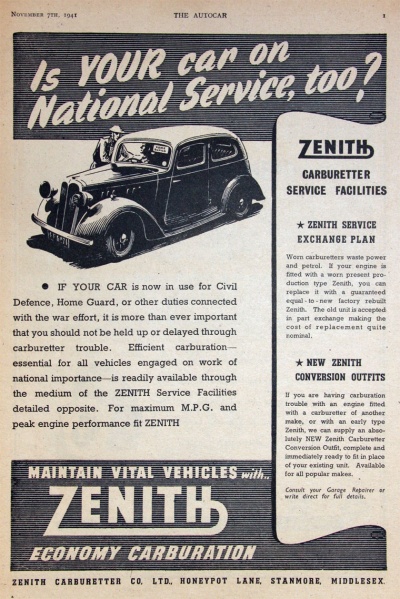 November 7th, 1941
THE AUTOCAR
1
Is YOUR car on
National Service, too?
ZENITH
CARBURETTER
SERVICE FACILITIES
★ ZENITH SERVICE
EXCHANGE PLAN
Worn carburetters waste power
and petrol. If your engine is
fitted with a worn present pro-
duction type Zenith, you can
replace it with a guaranteed
equal-to-new factory rebuilt
Zenith. The old unit is accepted
in part exchange making the
cost of replacement quite
nominal.
★ NEW ZENITH
CONVERSION OUTFITS
If you are having carburation
trouble with an engine fitted
with a carburetter of another
make, or with an early type
Zenith, we can supply an abso-
lutely NEW Zenith Carburetter
Conversion Outfit, complete and
immediately ready to fit in place
of your existing unit. Available
for all popular makes.
Consult your Garage Repairer or
write direct for full details.
● IF YOUR CAR is now in use for Civil
Defence, Home Guard, or other duties connected
with the war effort, it is more than ever important
that you should not be held up or delayed through
carburetter trouble. Efficient carburation—
essential for all vehicles engaged on work of
national importance—is readily available through
the medium of the ZENITH Service Facilities
detailed opposite. For maximum M.P.G. and
peak engine performance fit ZENITH
MAINTAIN VITAL VEHICLES with..
ZENITH
ECONOMY CARBURATION
ZENITH CARBURETTER CO, LTD., HONEYPOT LANE, STANMORE, MIDDLESEX.